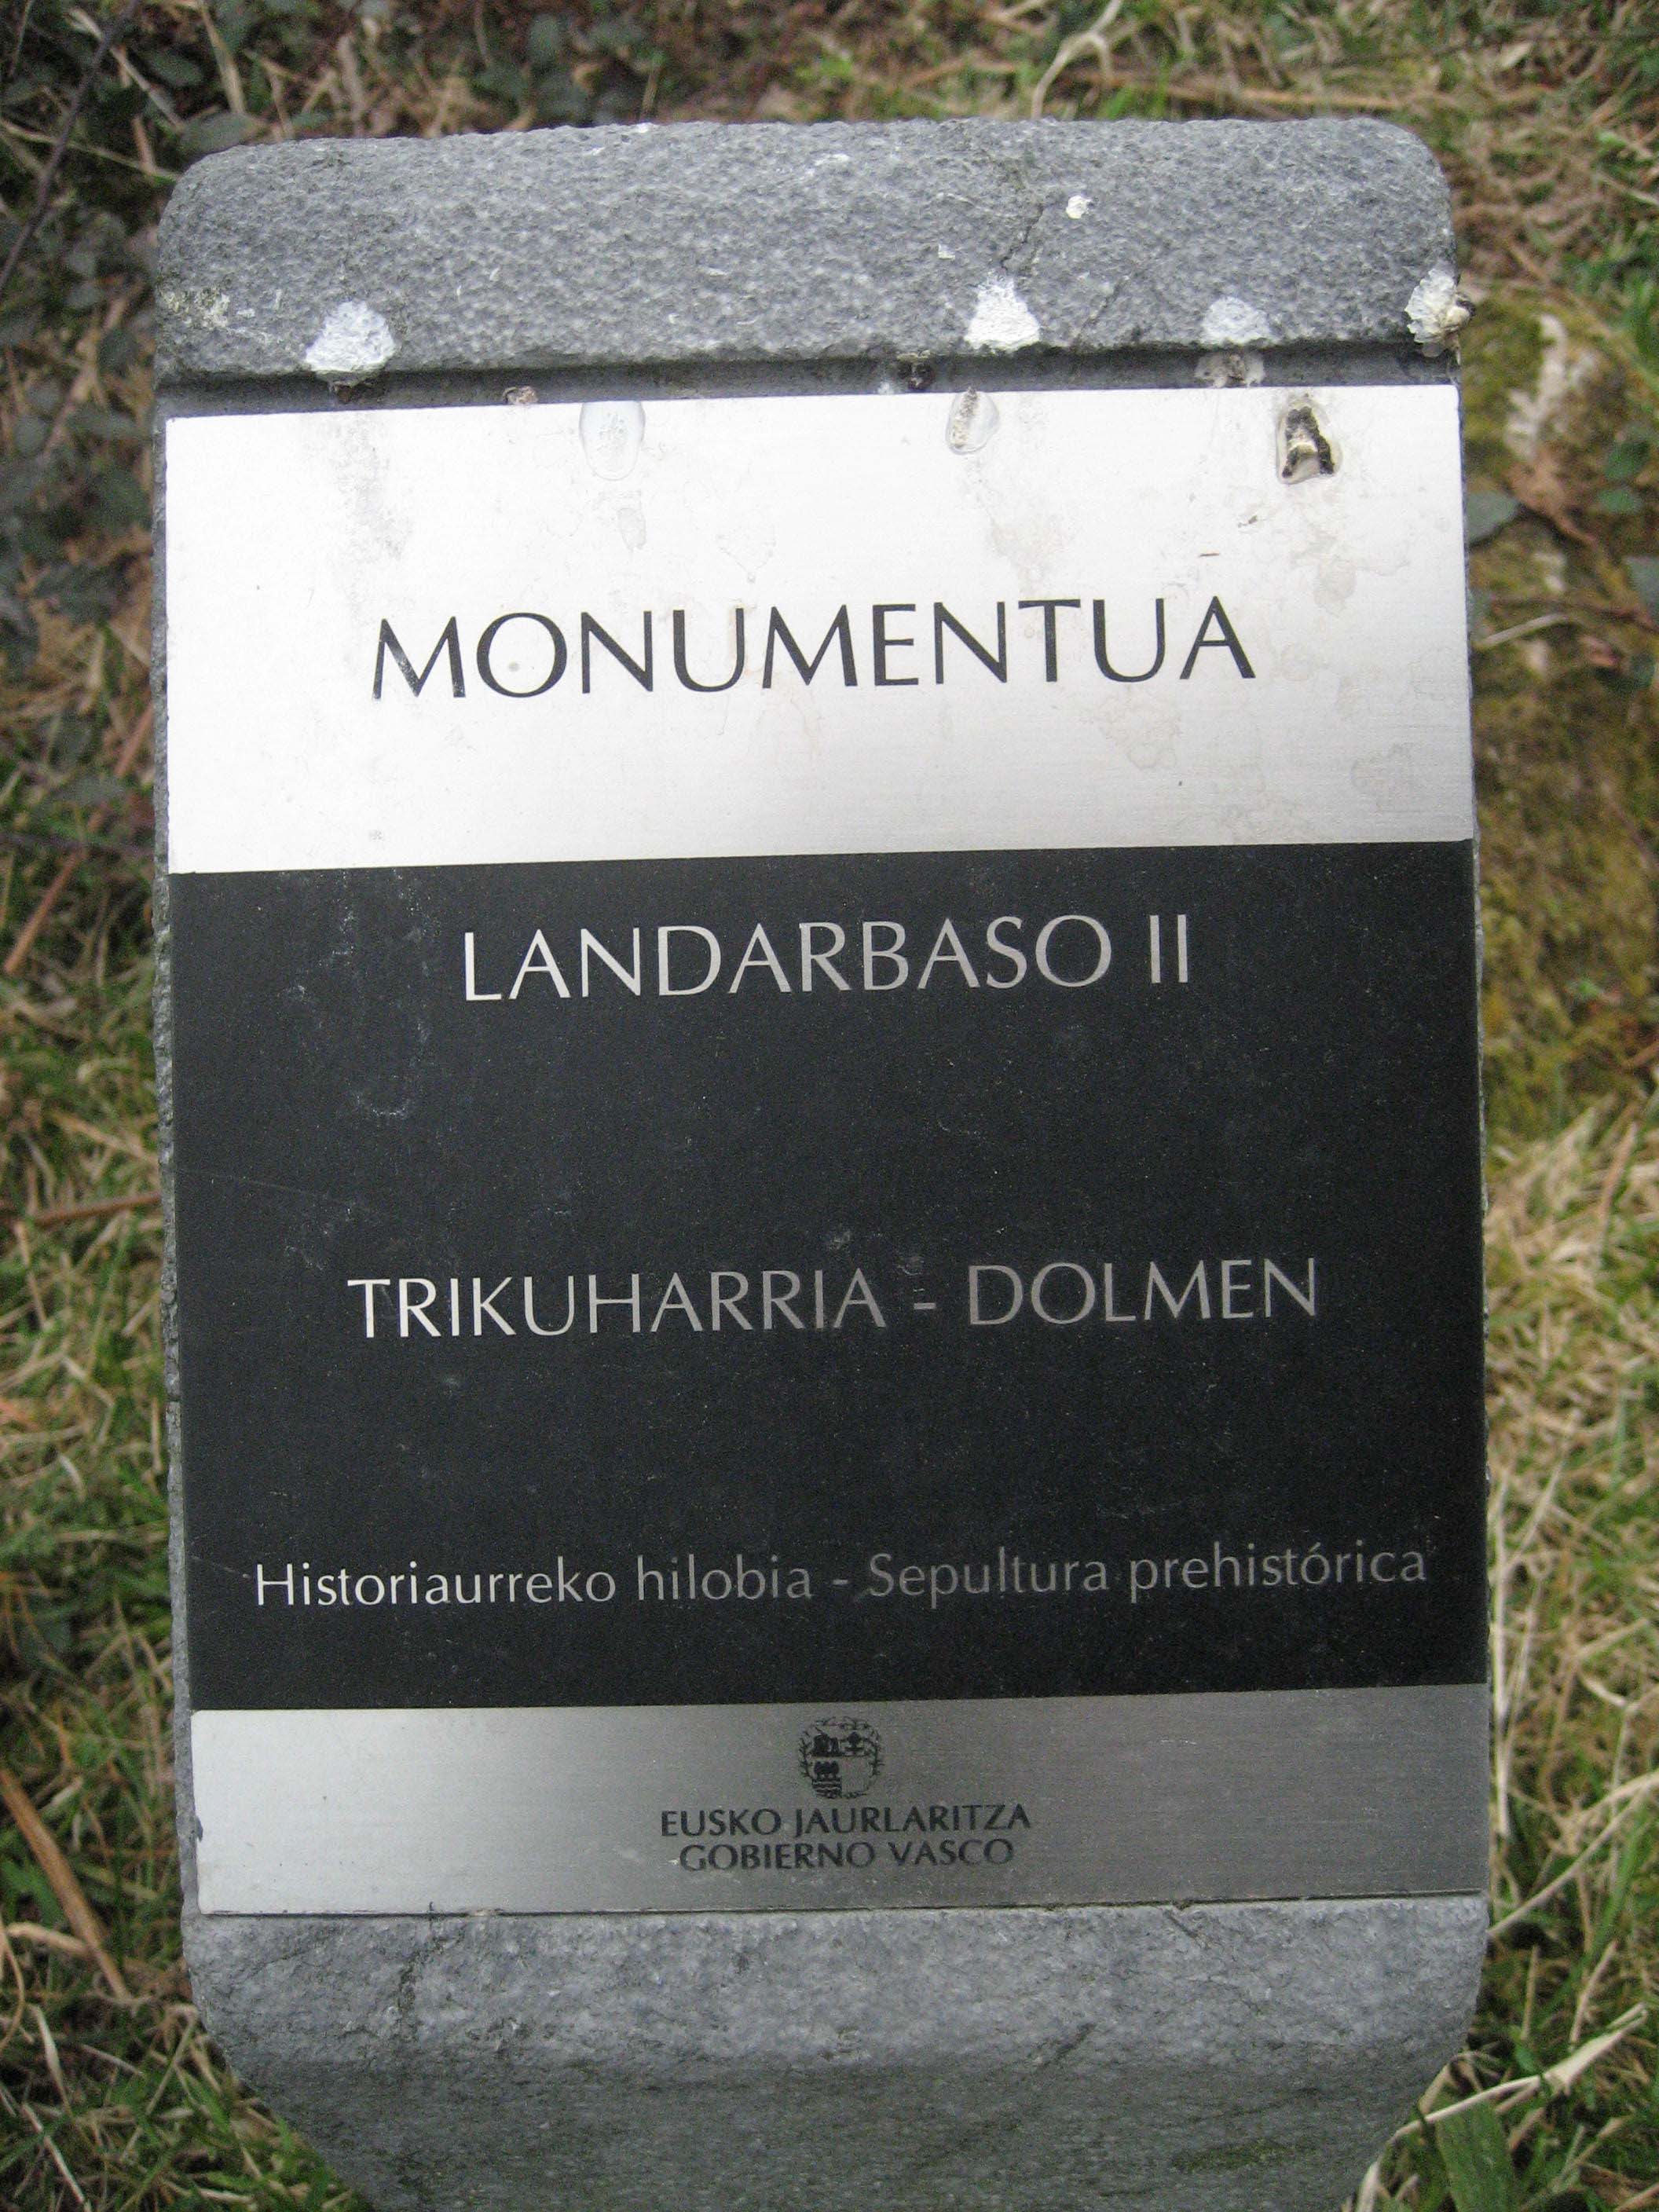 MONUMENTUA
LANDARBASO II
TRIKUHARRIA - DOLMEN
Historiaurreko hilobia - Sepultura prehistórica
EUSKO JAURLARITZA
GOBIERNO VASCO